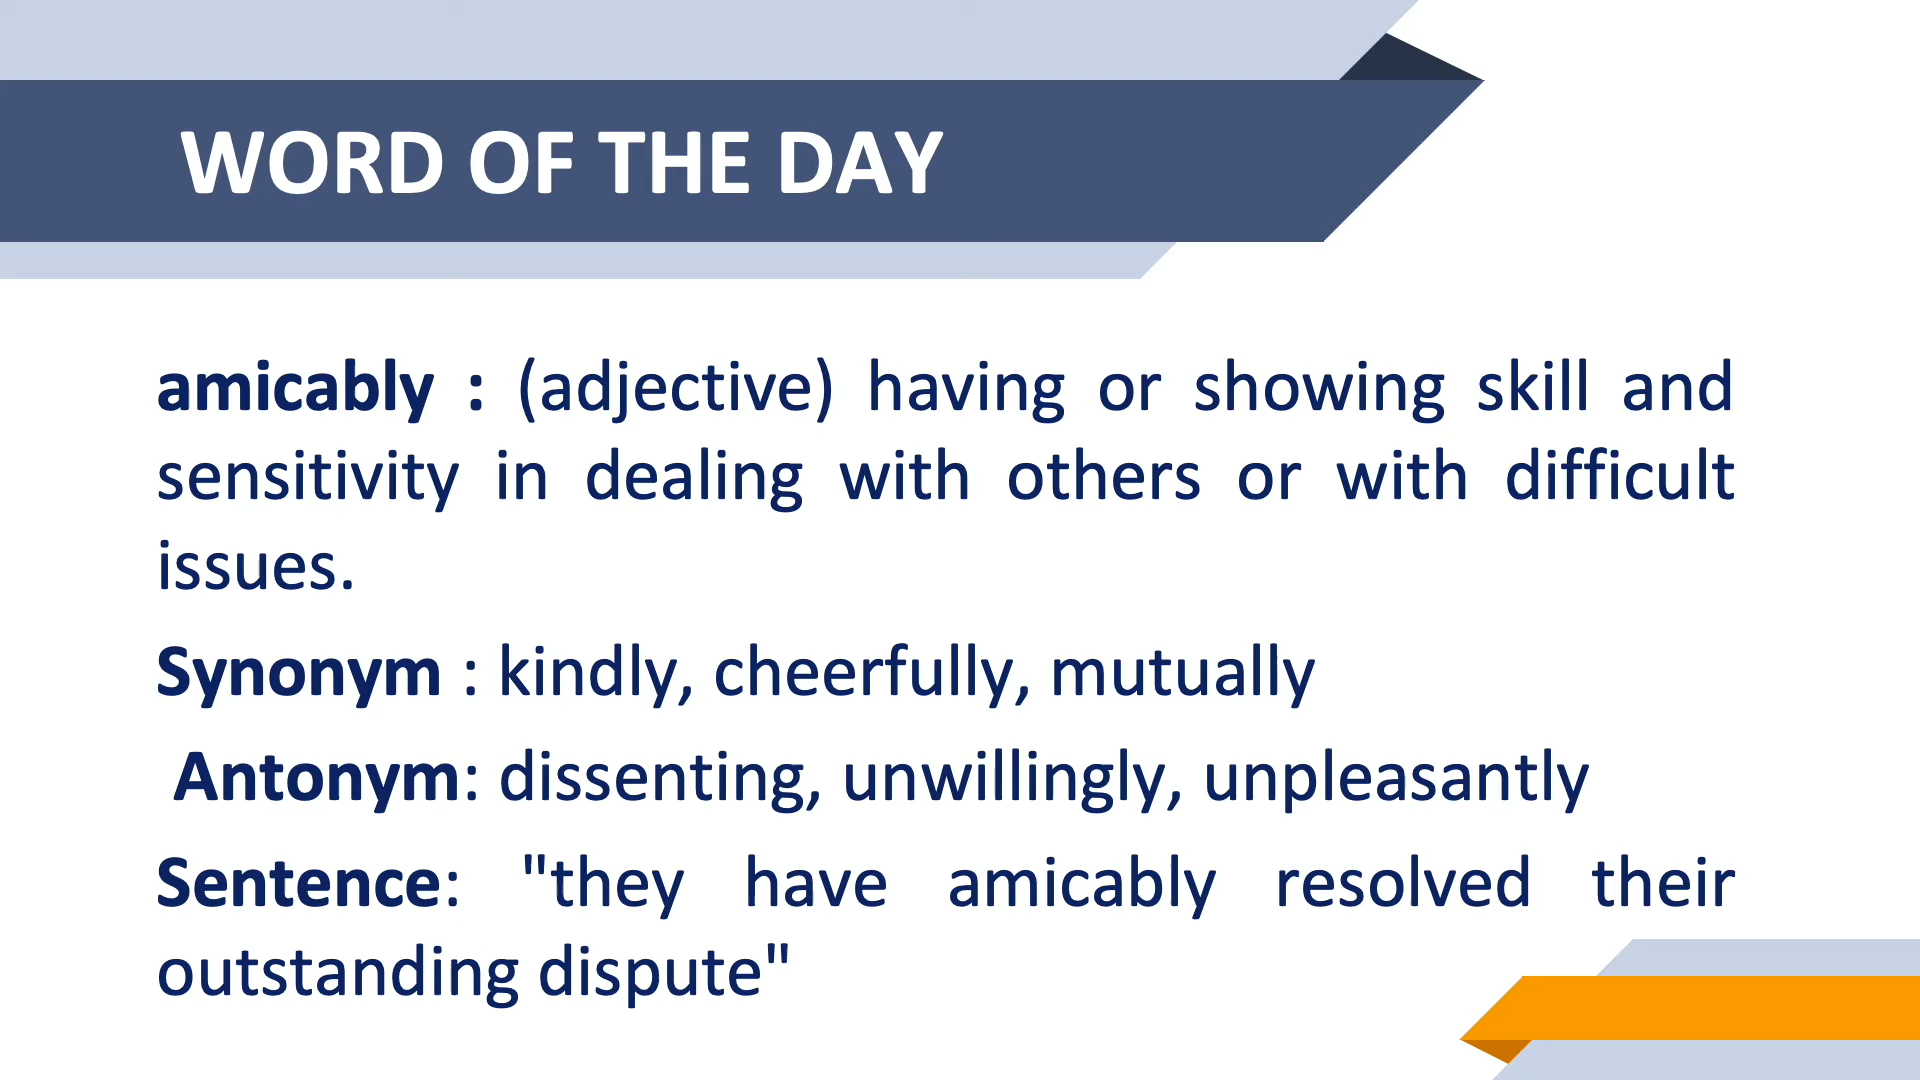 WORD OF THE DAY
amicably : (adjective) having or showing skill and
sensitivity in dealing with others or with difficult
issues.
Synonym : kindly, cheerfully, mutually
Antonym: dissenting, unwillingly, unpleasantly
Sentence: "they have amicably resolved their
outstanding dispute"